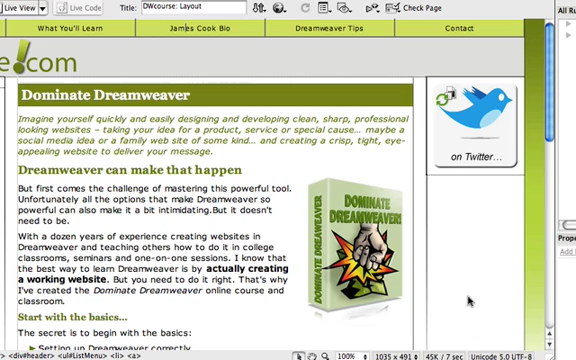 Live View
Live Code
Title: DWcourse: Layout
Check Page
What You'll Learn
James Cook Bio
Dreamweaver Tips
Contact
e!com
Dominate Dreamweaver
Imagine yourself quickly and easily designing and developing clean, sharp, professional
looking websites – taking your idea for a product, service or special cause... maybe a
social media idea or a family web site of some kind... and creating a crisp, tight, eye-
appealing website to deliver your message.
Dreamweaver can make that happen
But first comes the challenge of mastering this powerful tool.
Unfortunately all the options that make Dreamweaver so
powerful can also make it a bit intimidating.But it doesn't
need to be.
With a dozen years of experience creating websites in
Dreamweaver and teaching others how to do it in college
classrooms, seminars and one-on-one sessions. I know that
the best way to learn Dreamweaver is by actually creating
a working website. But you need to do it right. That's why
I've created the Dominate Dreamweaver online course and
classroom.
Start with the basics...
The secret is to begin with the basics:
Setting up Dreamweaver correctly
DOMINATE
DREAMWEAVER!
DOMINATE DREAMWEAVER
on Twitter...
All Ru
Prope
Add S
<div#header> <ul#ListMenu> <li> <a>
100%
1035 x 491
45K / 7 sec
Unicode 5.0 UTF-8